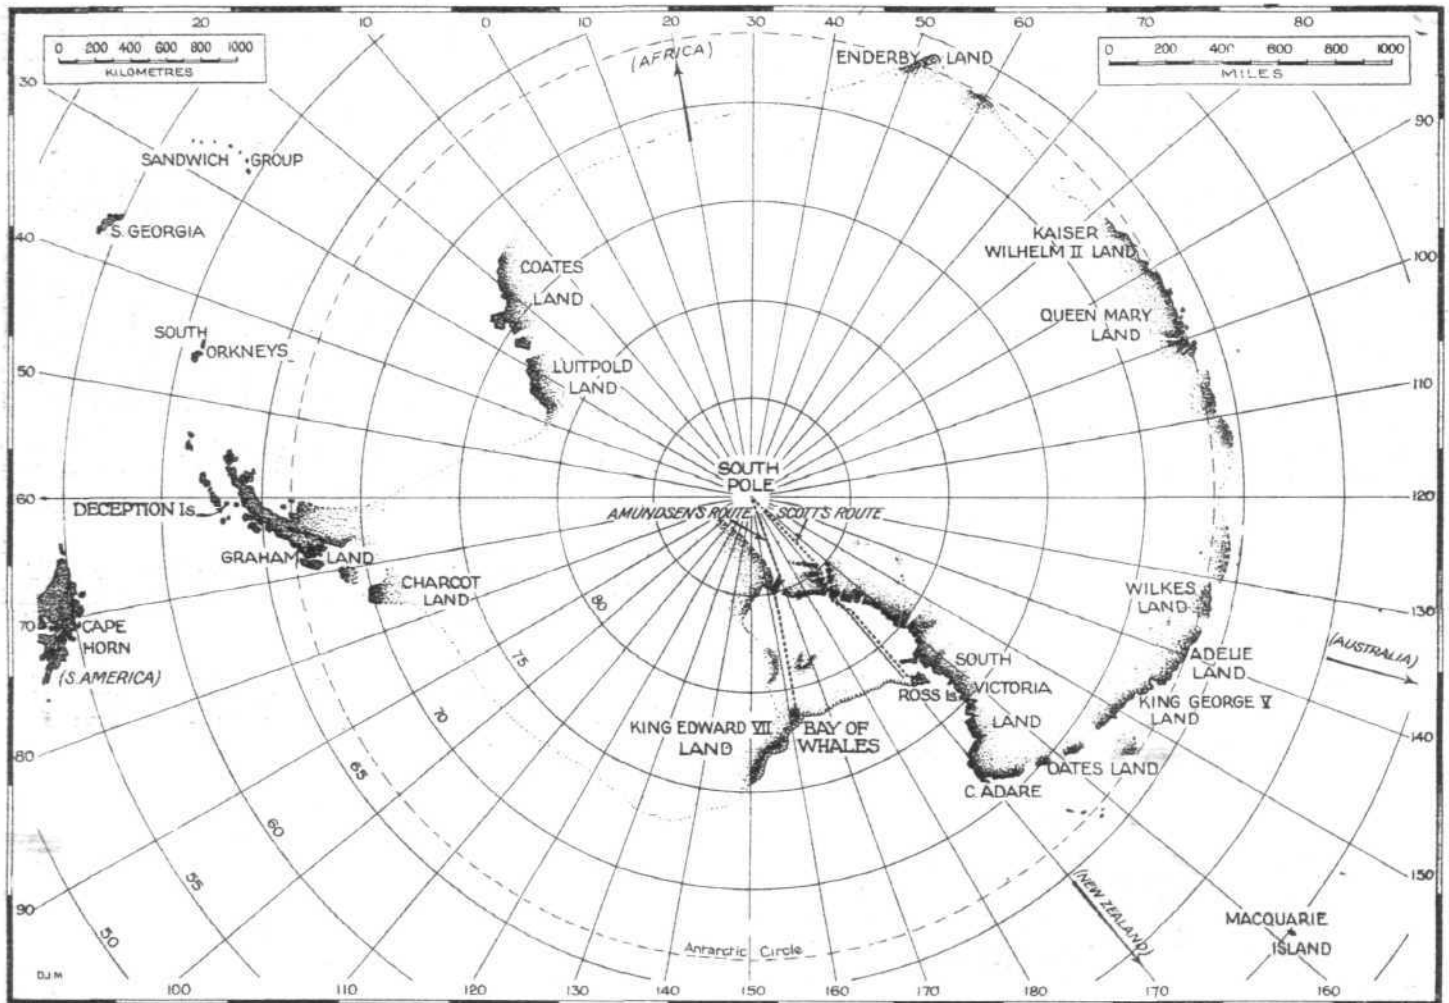 20 10 0 10 20 30 40 50 60 70 80
0 200 400 600 800 1000
KILOMETRES
0 200 400 600 800 1000
MILES
(AFRICA)
ENDERBY LAND
30
90
SANDWICH GROUP
S. GEORGIA
40
KAISER
WILHELM II LAND
100
COATES
LAND
QUEEN MARY
LAND
SOUTH
ORKNEYS
LUITPOLD
LAND
50
110
SOUTH
POLE
60
120
DECEPTION Is.
AMUNDSEN'S ROUTE
SCOTT'S ROUTE
GRAHAM LAND
CHARCOT
LAND
WILKES
LAND
80
130
70
CAPE
HORN
(S. AMERICA)
75
SOUTH
VICTORIA
LAND
ROSS Is.
ADELIE
LAND
(AUSTRALIA)
KING GEORGE V
LAND
70
KING EDWARD VII
LAND
BAY OF
WHALES
140
80
65
OATES LAND
C. ADARE
60
55
150
90
50
(NEW ZEALAND)
MACQUARIE
ISLAND
Antarctic Circle
DJM
100 110 120 130 140 150 160 170 180 170 160